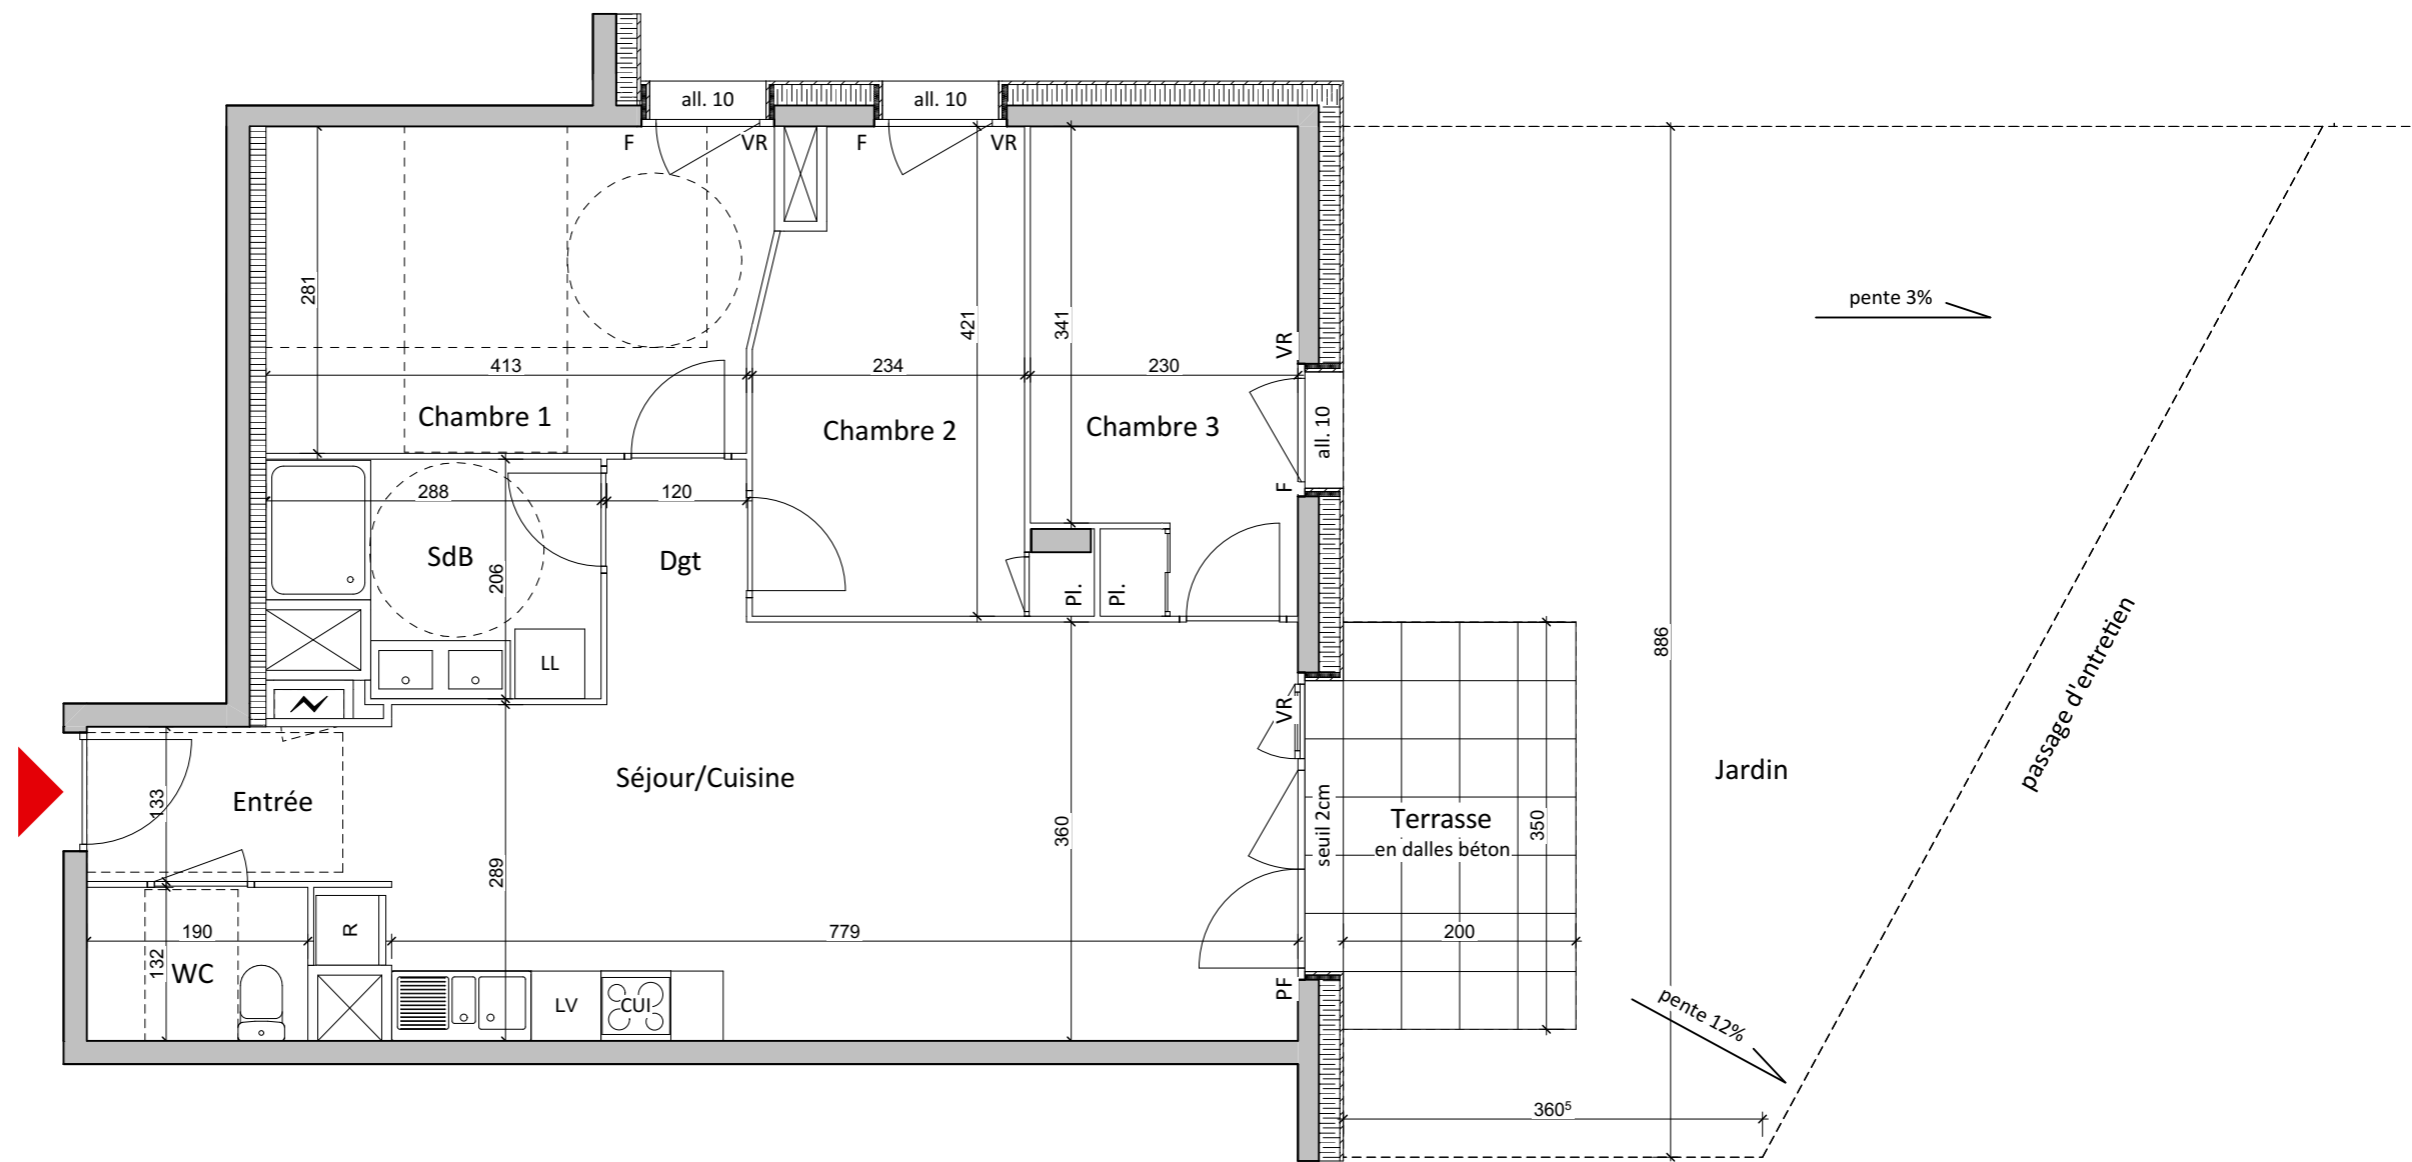 all. 10
all. 10
F
VR
F
VR
281
421
341
VR
413
234
230
Chambre 1
Chambre 2
Chambre 3
all. 10
F
288
120
SdB
206
Dgt
Pl.
Pl.
LL
VR
Entrée
133
Séjour/Cuisine
289
360
seuil 2cm
Terrasse
en dalles béton
350
190
R
779
200
132
WC
LV
CUI
PF
pente 3%
886
passage d'entretien
Jardin
pente 12%
360⁵